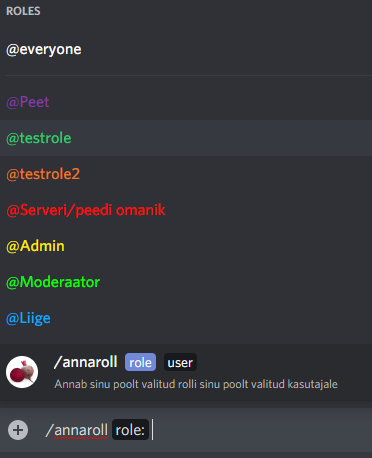 ROLES
@everyone
@Peet
@testrole
@testrole2
@Serveri/peedi omanik
@Admin
@Moderaator
@Liige
/annaroll role user
Annab sinu poolt valitud rolli sinu poolt valitud kasutajale
/annaroll role: